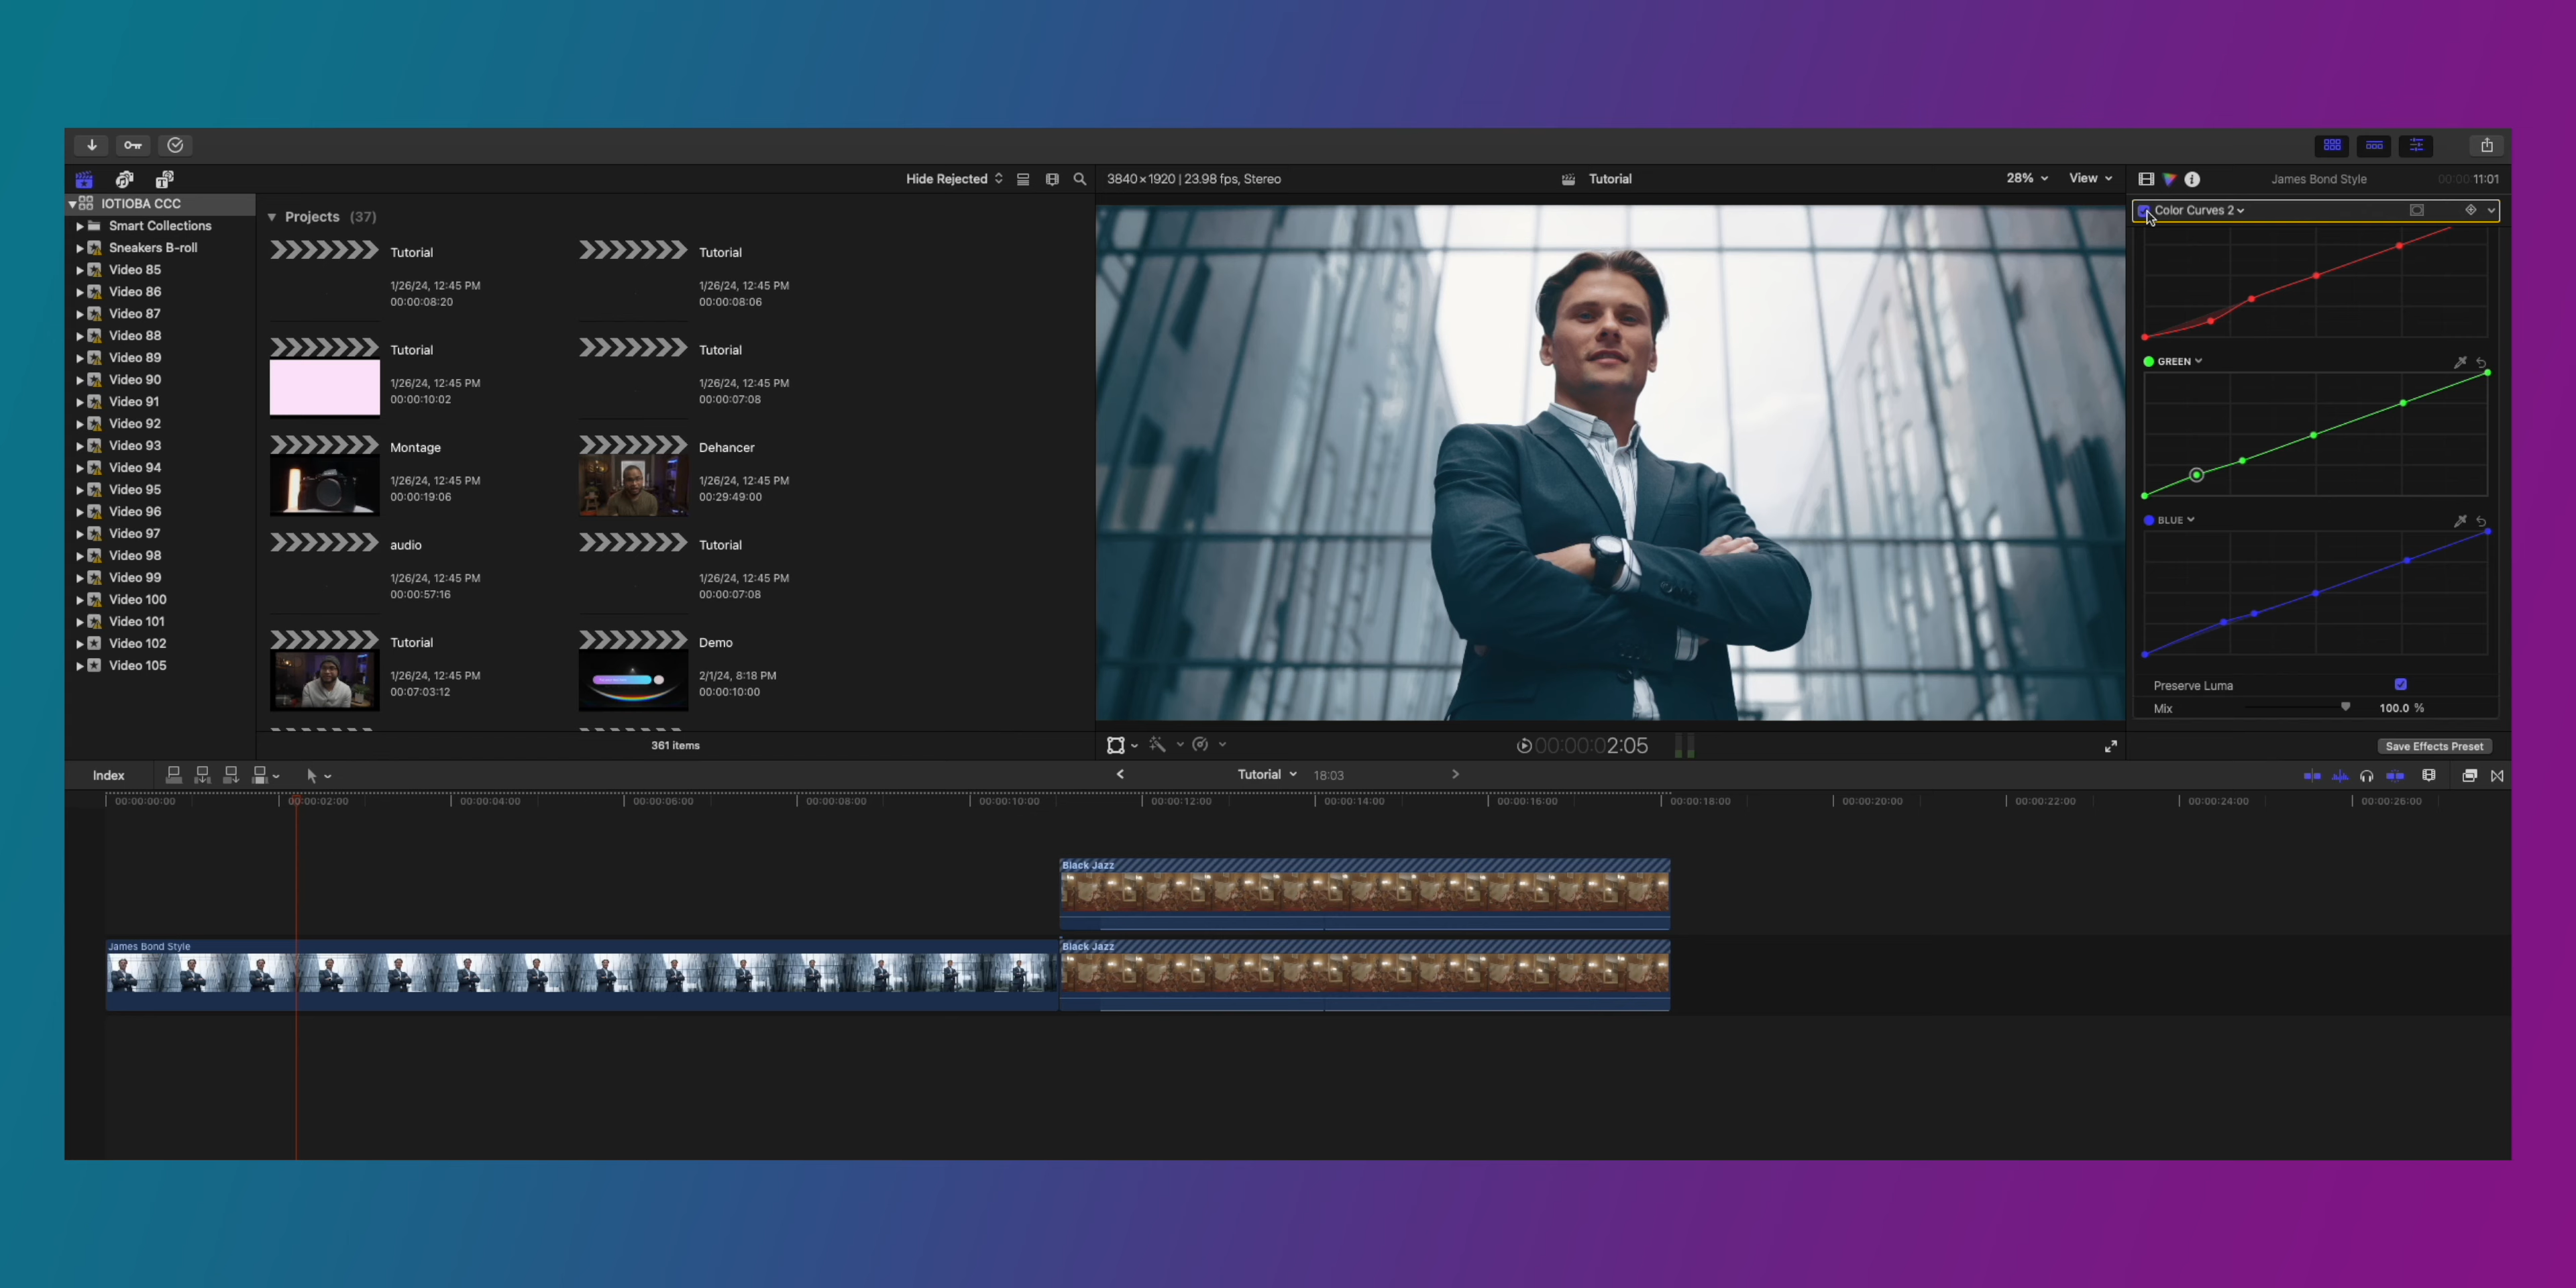 Hide Rejected
3840 × 1920 | 23.98 fps, Stereo
Tutorial
28%
View
James Bond Style
00:00:11:01
IOTIOBA CCC
Smart Collections
Sneakers B-roll
Video 85
Video 86
Video 87
Video 88
Video 89
Video 90
Video 91
Video 92
Video 93
Video 94
Video 95
Video 96
Video 97
Video 98
Video 99
Video 100
Video 101
Video 102
Video 105
Projects (37)
Tutorial
1/26/24, 12:45 PM
00:00:08:20
Tutorial
1/26/24, 12:45 PM
00:00:08:06
Tutorial
1/26/24, 12:45 PM
00:00:10:02
Tutorial
1/26/24, 12:45 PM
00:00:07:08
Montage
1/26/24, 12:45 PM
00:00:19:06
Dehancer
1/26/24, 12:45 PM
00:29:49:00
audio
1/26/24, 12:45 PM
00:00:57:16
Tutorial
1/26/24, 12:45 PM
00:00:07:08
Tutorial
1/26/24, 12:45 PM
00:07:03:12
Demo
2/1/24, 8:18 PM
00:00:10:00
361 items
Color Curves 2
GREEN
BLUE
Preserve Luma
Mix 100.0 %
00:00:02:05
Save Effects Preset
Index
Tutorial 18:03
00:00:00:00 00:00:02:00 00:00:04:00 00:00:06:00 00:00:08:00 00:00:10:00 00:00:12:00 00:00:14:00 00:00:16:00 00:00:18:00 00:00:20:00 00:00:22:00 00:00:24:00 00:00:26:00
Black Jazz
James Bond Style
Black Jazz